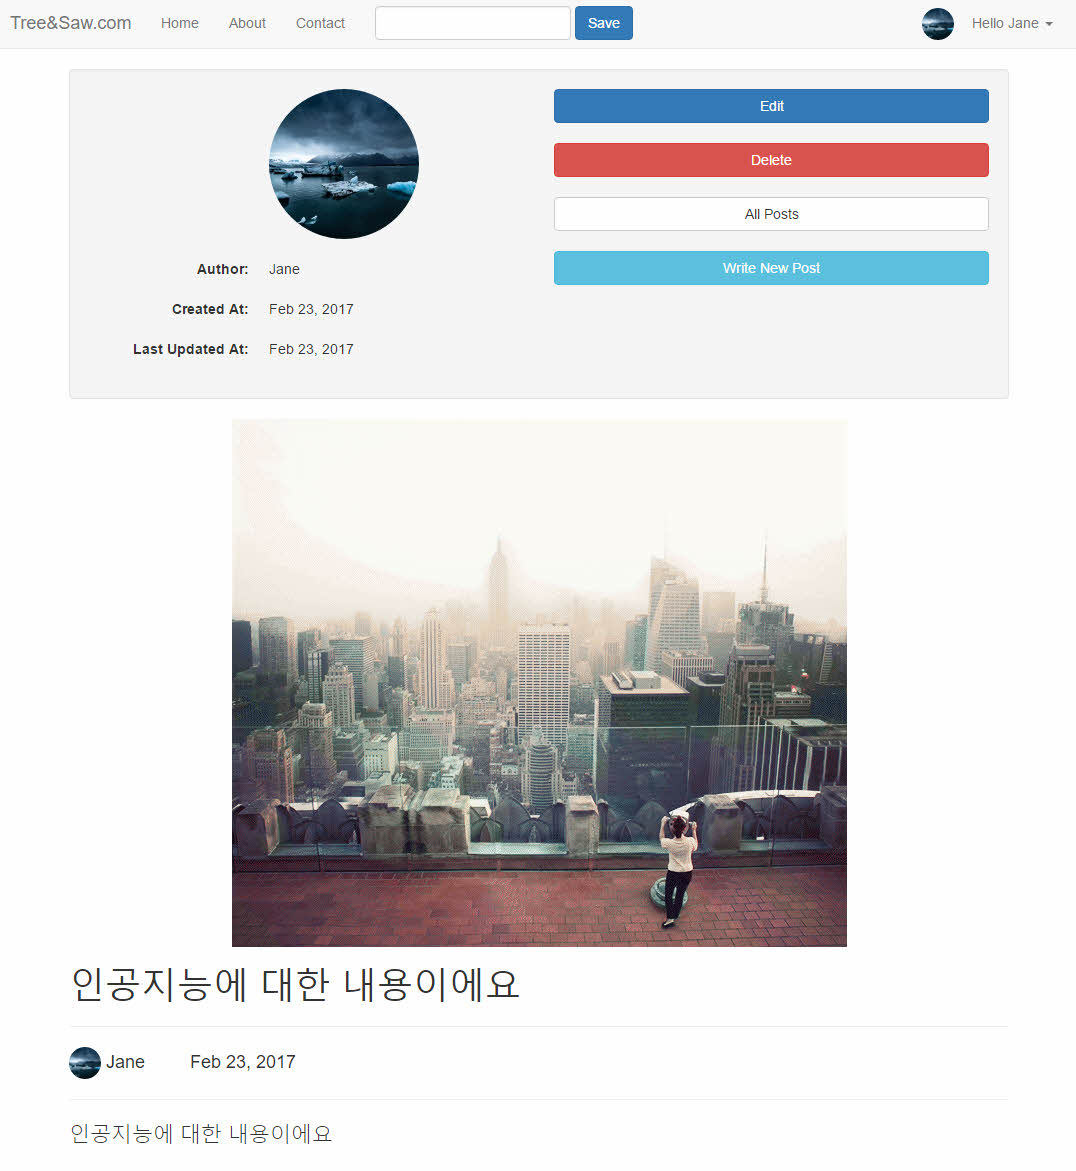 Tree&Saw.com Home About Contact Save Hello Jane
Edit
Delete
All Posts
Write New Post
Author: Jane
Created At: Feb 23, 2017
Last Updated At: Feb 23, 2017
인공지능에 대한 내용이에요
Jane Feb 23, 2017
인공지능에 대한 내용이에요